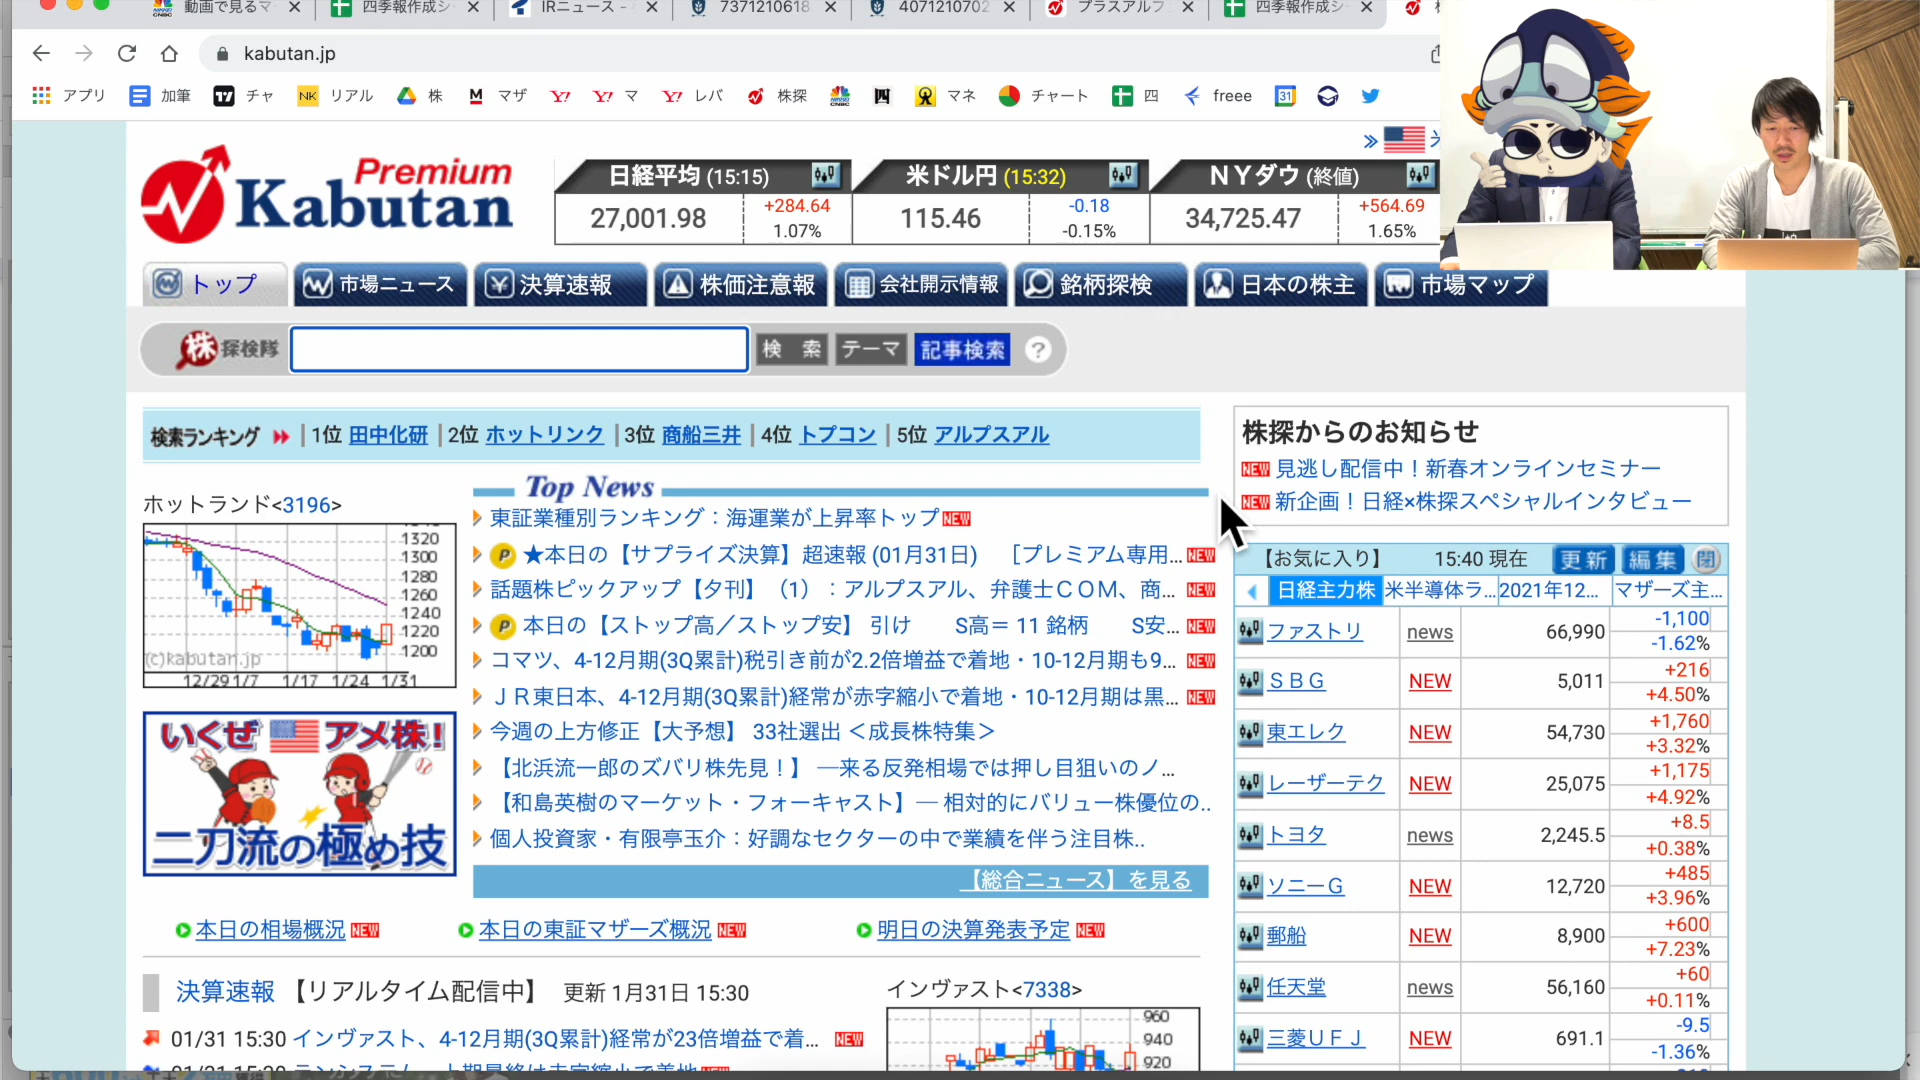 動画で見るマ
四季報作成シ
IRニュース -
7371210618
4071210702
プラスアルフ
四季報作成シー
kabutan.jp
アプリ 加筆 チャ リアル 株 マザ マ レバ 株探 マネ チャート 四 freee
Premium
Kabutan
日経平均 (15:15)
27,001.98
+284.64
1.07%
米ドル円 (15:32)
115.46
-0.18
-0.15%
ＮＹダウ (終値)
34,725.47
+564.69
1.65%
トップ 市場ニュース 決算速報 株価注意報 会社開示情報 銘柄探検 日本の株主 市場マップ
株探検隊 検 索 テーマ 記事検索 ?
検索ランキング |1位 田中化研 |2位 ホットリンク |3位 商船三井 |4位 トプコン |5位 アルプスアル
ホットランド<3196>
1320
1300
1280
1260
1240
1220
1200
(c)kabutan.jp
12/29 1/7 1/17 1/24 1/31
いくぜ アメ株!
二刀流の極め技
Top News
東証業種別ランキング：海運業が上昇率トップ NEW
P ★本日の【サプライズ決算】超速報 (01月31日) ［プレミアム専用... NEW
話題株ピックアップ【夕刊】（1）：アルプスアル、弁護士ＣＯＭ、商... NEW
P 本日の【ストップ高／ストップ安】 引け S高＝ 11 銘柄 S安... NEW
コマツ、4-12月期(3Q累計)税引き前が2.2倍増益で着地・10-12月期も9... NEW
ＪＲ東日本、4-12月期(3Q累計)経常が赤字縮小で着地・10-12月期は黒... NEW
今週の上方修正【大予想】 33社選出 ＜成長株特集＞
【北浜流一郎のズバリ株先見！】 ―来る反発相場では押し目狙いのノ...
【和島英樹のマーケット・フォーキャスト】― 相対的にバリュー株優位の..
個人投資家・有限亭玉介：好調なセクターの中で業績を伴う注目株..
【総合ニュース】を見る
本日の相場概況 NEW 本日の東証マザーズ概況 NEW 明日の決算発表予定 NEW
決算速報 【リアルタイム配信中】 更新 1月31日 15:30
01/31 15:30 インヴァスト、4-12月期(3Q累計)経常が23倍増益で着... NEW
インヴァスト<7338>
960
940
920
株探からのお知らせ
NEW 見逃し配信中！新春オンラインセミナー
NEW 新企画！日経×株探スペシャルインタビュー
【お気に入り】 15:40 現在 更新 編集 閉
日経主力株 米半導体ラ... 2021年12... マザーズ主...
ファストリ news 66,990 -1,100 -1.62%
ＳＢＧ NEW 5,011 +216 +4.50%
東エレク NEW 54,730 +1,760 +3.32%
レーザーテク NEW 25,075 +1,175 +4.92%
トヨタ news 2,245.5 +8.5 +0.38%
ソニーＧ NEW 12,720 +485 +3.96%
郵船 NEW 8,900 +600 +7.23%
任天堂 news 56,160 +60 +0.11%
三菱ＵＦＪ NEW 691.1 -9.5 -1.36%